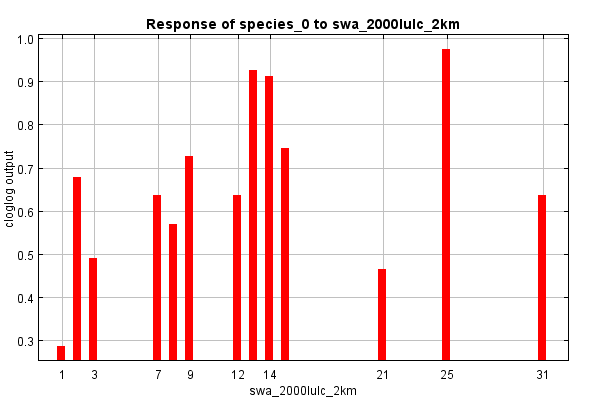 Response of species_0 to swa_2000lulc_2km
1.0
0.9
0.8
0.7
0.6
0.5
0.4
0.3
cloglog output
1 3 7 9 12 14 21 25 31
swa_2000lulc_2km